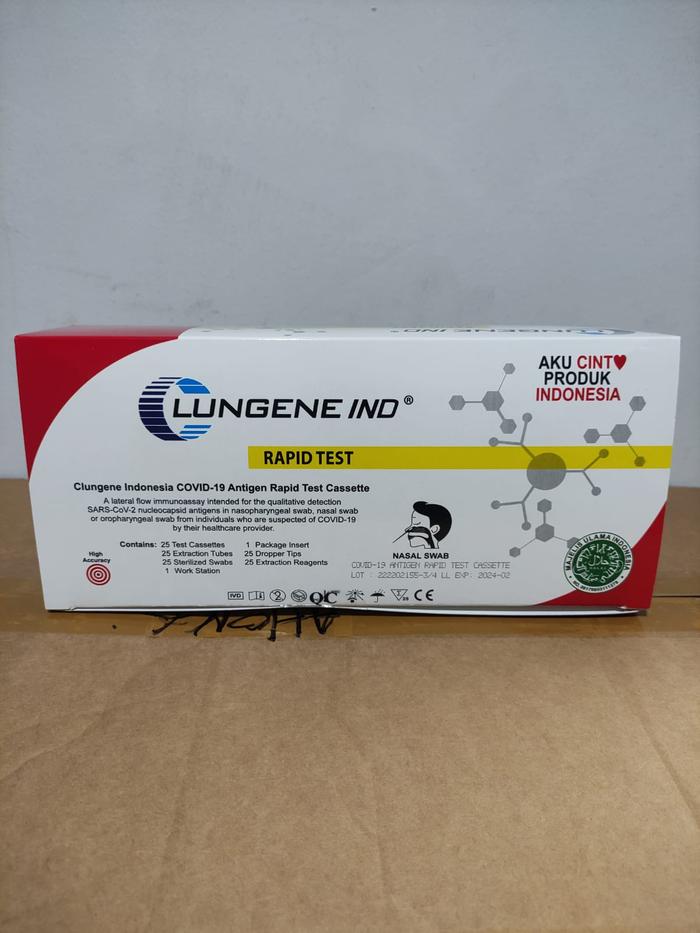 CLUNGENE IND®
AKU CINT♥
PRODUK
INDONESIA
CLUNGENE IND®
RAPID TEST
Clungene Indonesia COVID-19 Antigen Rapid Test Cassette
A lateral flow immunoassay intended for the qualitative detection
SARS-CoV-2 nucleocapsid antigens in nasopharyngeal swab, nasal swab
or oropharyngeal swab from individuals who are suspected of COVID-19
by their healthcare provider.
Contains: 25 Test Cassettes 1 Package Insert
25 Extraction Tubes 25 Dropper Tips
25 Sterilized Swabs 25 Extraction Reagents
1 Work Station
High
Accuracy
NASAL SWAB
COVID-19 ANTIGEN RAPID TEST CASSETTE
LOT : 222202155-3/4 LL EXP: 2024-02
MAJELIS ULAMA INDONESIA
حلال
IVD 2 QC 25 CE